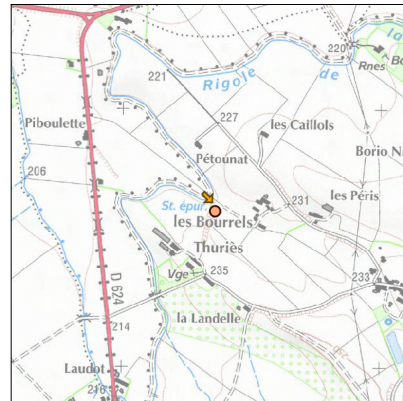 220
la
Rnes
221
Rigole
de
227
Piboulette
les Caillols
Pétounat
Borio
206
les Péris
St. épur.
231
les Bourrels
Thuriès
Vge
235
233
D 624
la Landelle
214
Laudot
216